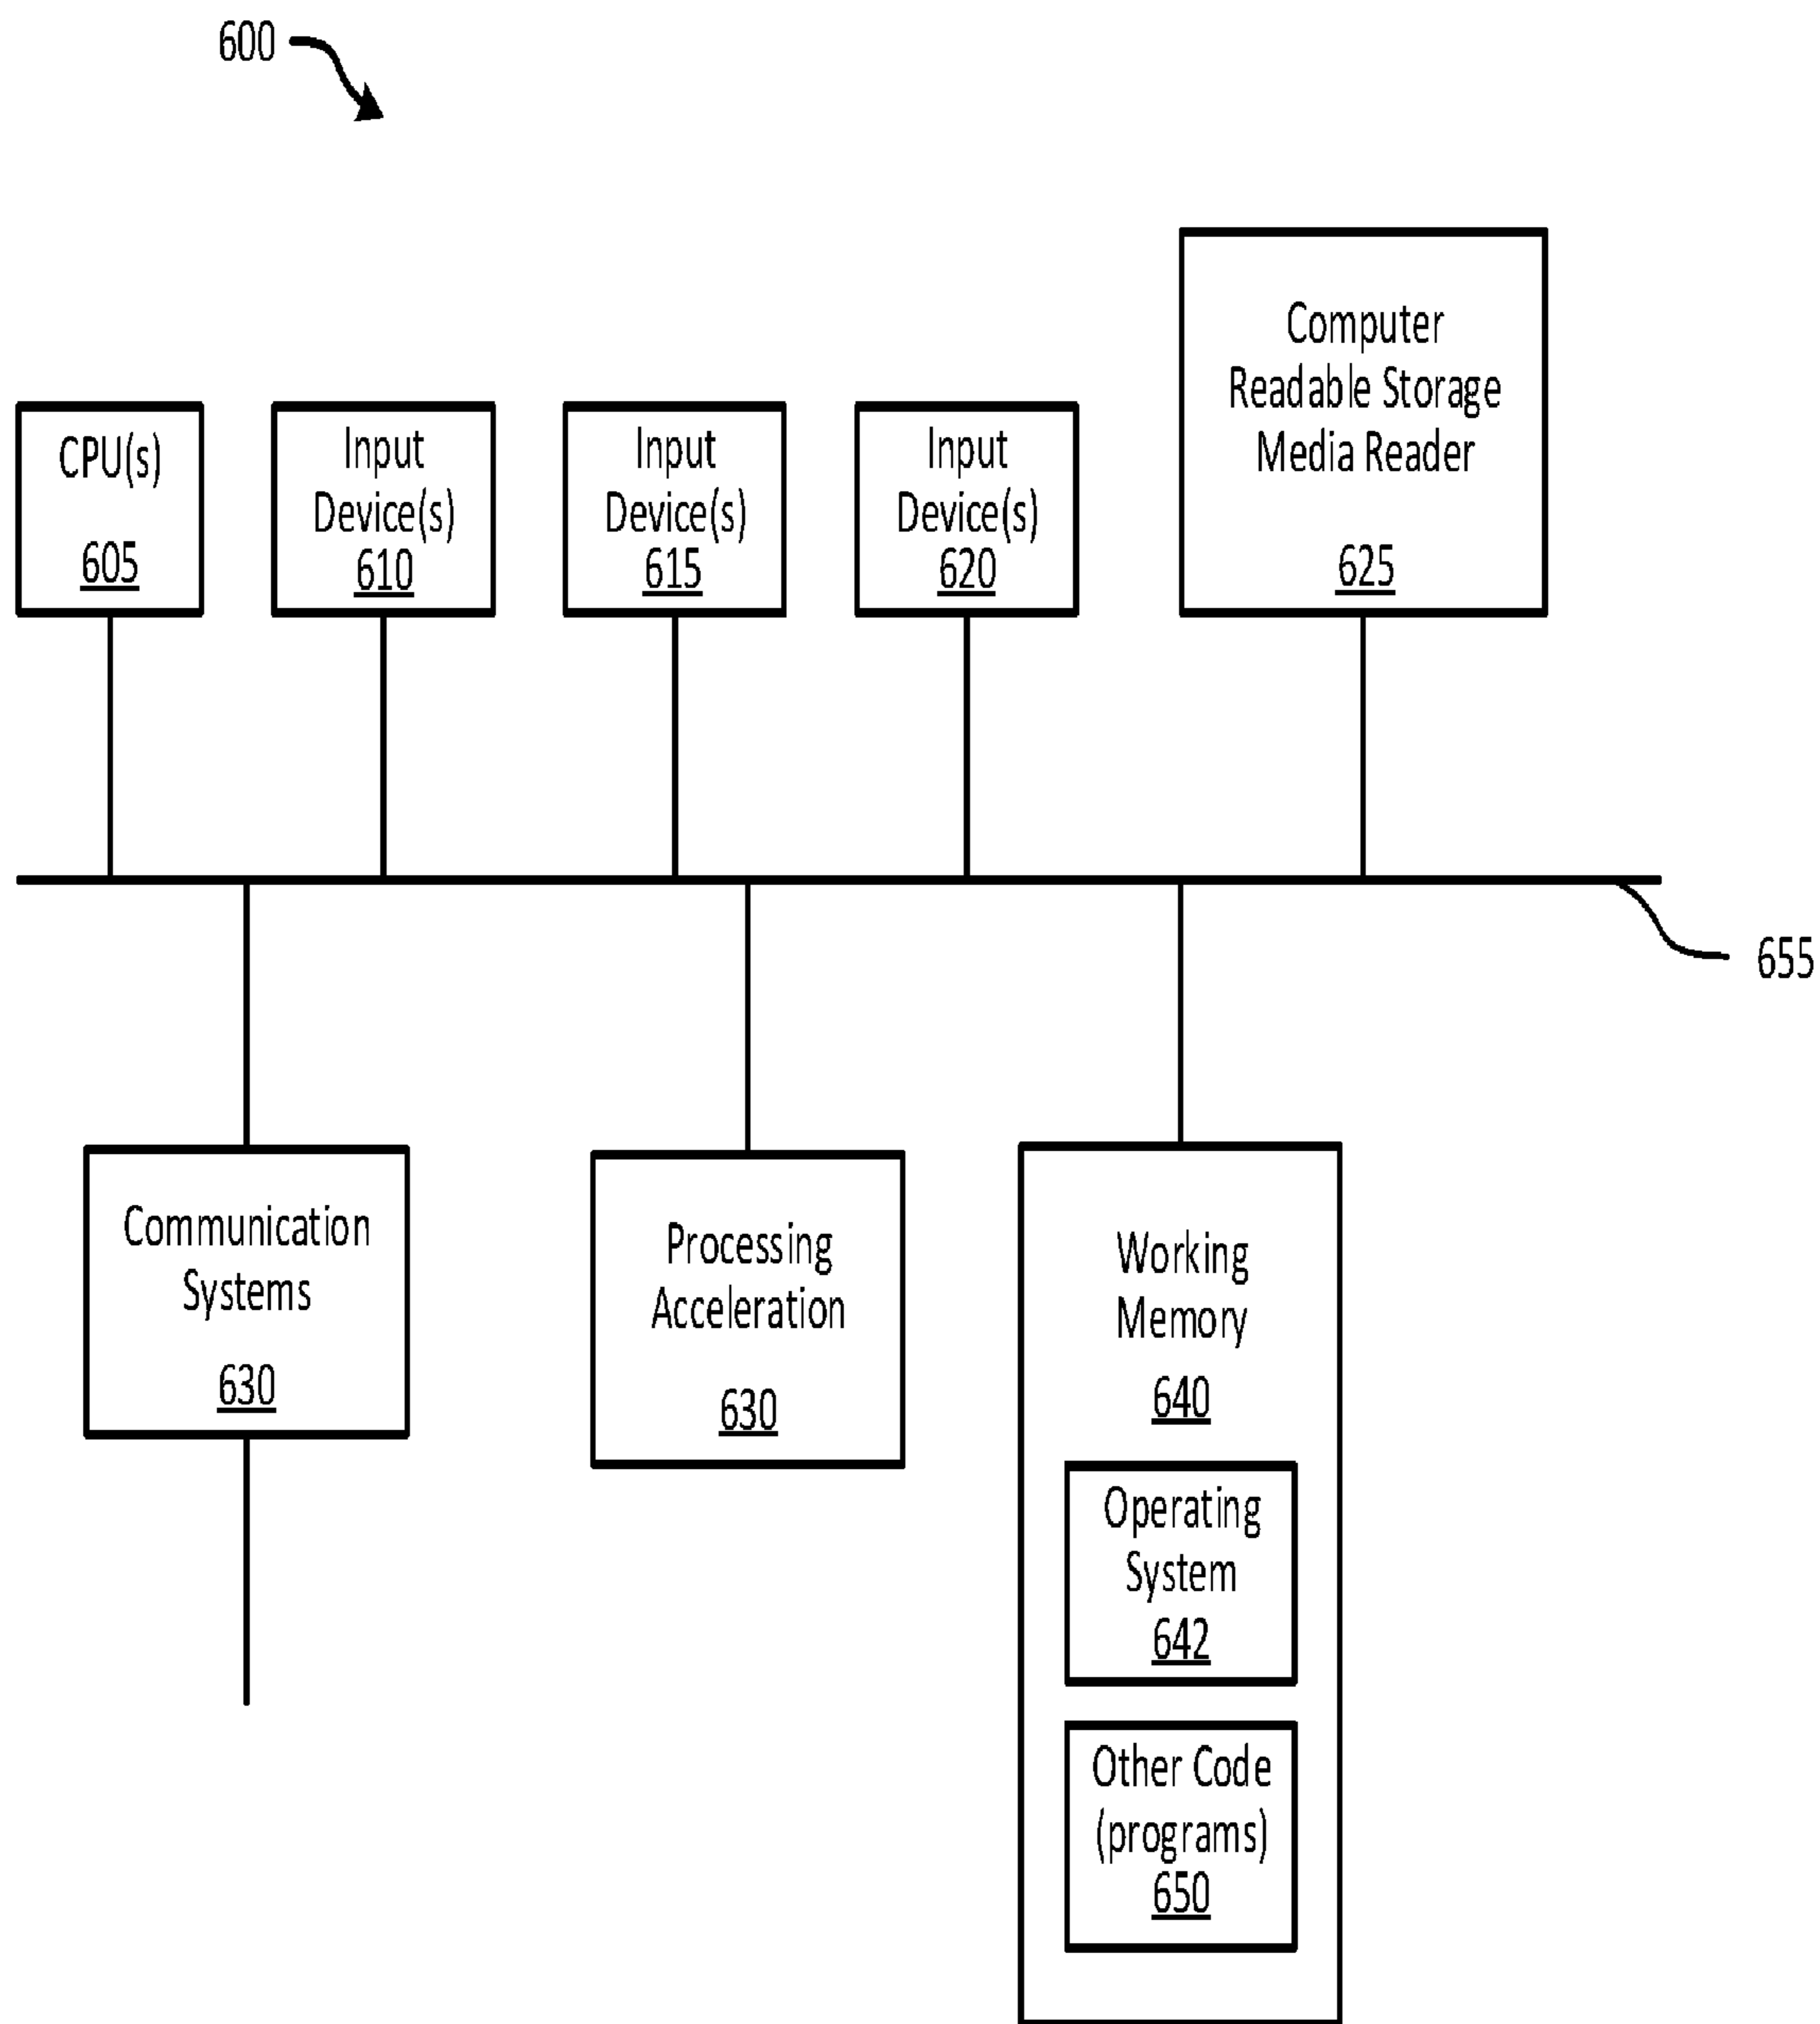 600
CPU(s)
605
Input
Device(s)
610
Input
Device(s)
615
Input
Device(s)
620
Computer
Readable Storage
Media Reader
625
655
Communication
Systems
630
Processing
Acceleration
630
Working
Memory
640
Operating
System
642
Other Code
(programs)
650